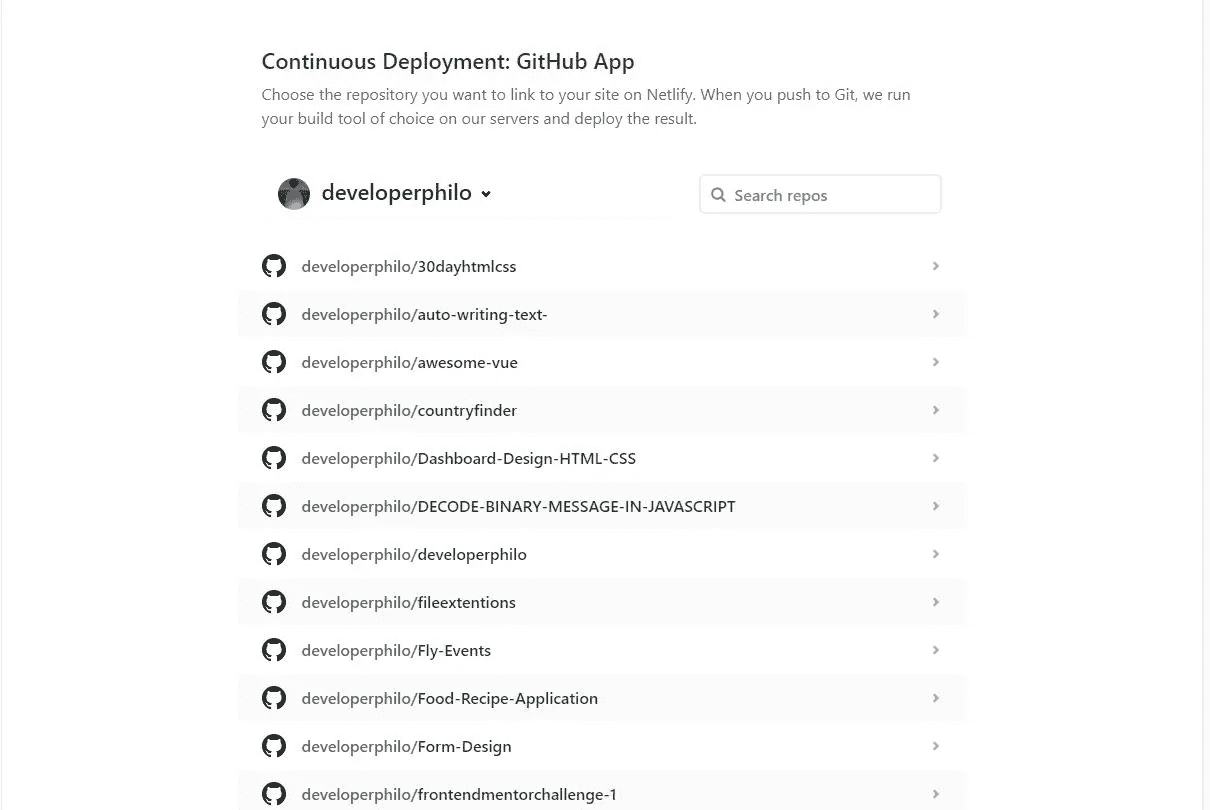 Continuous Deployment: GitHub App
Choose the repository you want to link to your site on Netlify. When you push to Git, we run
your build tool of choice on our servers and deploy the result.
developerphilo
Search repos
developerphilo/30dayhtmlcss
developerphilo/auto-writing-text-
developerphilo/awesome-vue
developerphilo/countryfinder
developerphilo/Dashboard-Design-HTML-CSS
developerphilo/DECODE-BINARY-MESSAGE-IN-JAVASCRIPT
developerphilo/developerphilo
developerphilo/fileextentions
developerphilo/Fly-Events
developerphilo/Food-Recipe-Application
developerphilo/Form-Design
developerphilo/frontendmentorchallenge-1